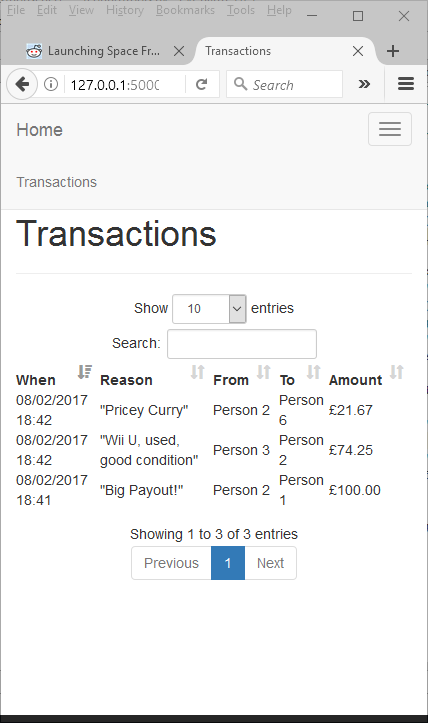 File Edit View History Bookmarks Tools Help
Launching Space Fr...
Transactions
127.0.0.1:5000
Search
Home
Transactions
Transactions
Show 10 entries
Search:
When Reason From To Amount
08/02/2017 18:42 "Pricey Curry" Person 2 Person 6 £21.67
08/02/2017 18:42 "Wii U, used, good condition" Person 3 Person 2 £74.25
08/02/2017 18:41 "Big Payout!" Person 2 Person 1 £100.00
Showing 1 to 3 of 3 entries
Previous 1 Next